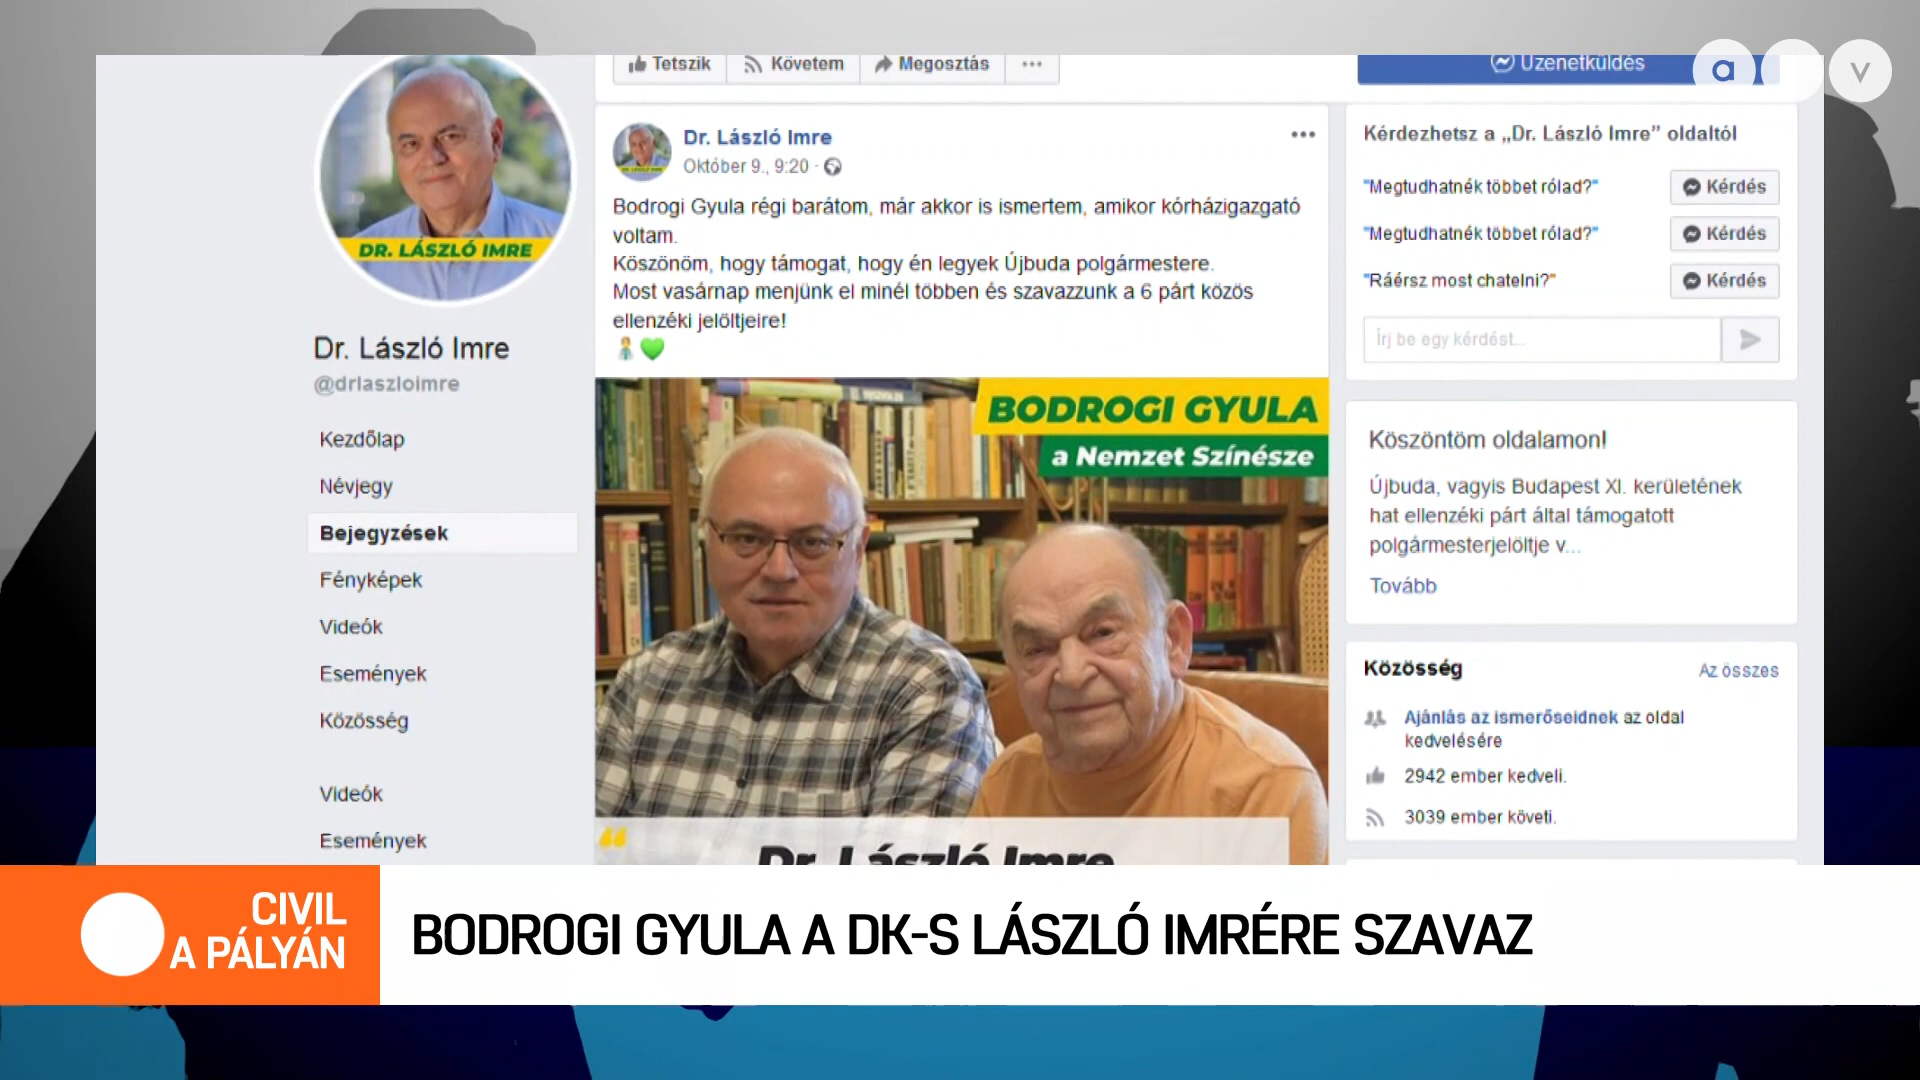 Tetszik
Követem
Megosztás
Üzenetküldés
a
v
DR. LÁSZLÓ IMRE
Dr. László Imre
@drlaszloimre
Kezdőlap
Névjegy
Bejegyzések
Fényképek
Videók
Események
Közösség
Videók
Események
Dr. László Imre
Október 9., 9:20 ·
Bodrogi Gyula régi barátom, már akkor is ismertem, amikor kórházigazgató
voltam.
Köszönöm, hogy támogat, hogy én legyek Újbuda polgármestere.
Most vasárnap menjünk el minél többen és szavazzunk a 6 párt közös
ellenzéki jelöltjeire!
BODROGI GYULA
a Nemzet Színésze
Dr. László Imre
Kérdezhetsz a „Dr. László Imre” oldaltól
"Megtudhatnék többet rólad?"
Kérdés
"Megtudhatnék többet rólad?"
Kérdés
"Ráérsz most chatelni?"
Kérdés
Írj be egy kérdést...
Köszöntöm oldalamon!
Újbuda, vagyis Budapest XI. kerületének
hat ellenzéki párt által támogatott
polgármesterjelöltje v...
Tovább
Közösség
Az összes
Ajánlás az ismerőseidnek az oldal
kedvelésére
2942 ember kedveli.
3039 ember követi.
CIVIL
A PÁLYÁN
BODROGI GYULA A DK-S LÁSZLÓ IMRÉRE SZAVAZ